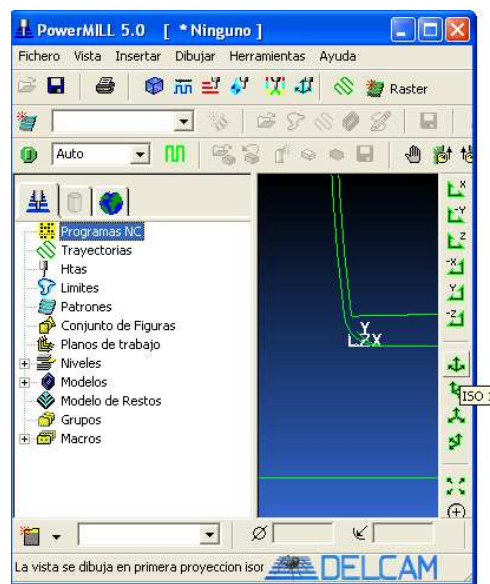 PowerMILL 5.0 [ * Ninguno ]
Fichero Vista Insertar Dibujar Herramientas Ayuda
Raster
Auto
Programas NC
Trayectorias
Htas
Limites
Patrones
Conjunto de Figuras
Planos de trabajo
Niveles
Modelos
Modelo de Restos
Grupos
Macros
Y
ZX
X
-Y
Z
-X
Y
-Z
ISO
La vista se dibuja en primera proyeccion isor
DELCAM